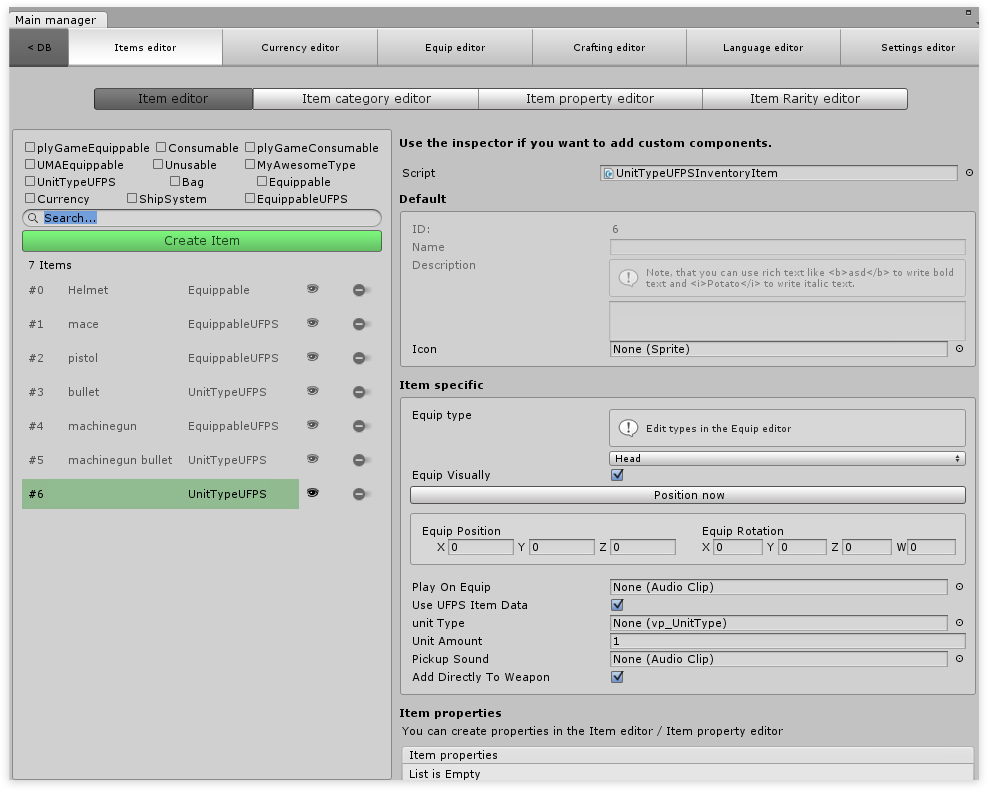 Main manager
< DB Items editor Currency editor Equip editor Crafting editor Language editor Settings editor
Item editor Item category editor Item property editor Item Rarity editor
plyGameEquippable Consumable plyGameConsumable
UMAEquippable Unusable MyAwesomeType
UnitTypeUFPS Bag Equippable
Currency ShipSystem EquippableUFPS
Search...
Create Item
7 Items
#0 Helmet Equippable
#1 mace EquippableUFPS
#2 pistol EquippableUFPS
#3 bullet UnitTypeUFPS
#4 machinegun EquippableUFPS
#5 machinegun bullet UnitTypeUFPS
#6 UnitTypeUFPS
Use the inspector if you want to add custom components.
Script UnitTypeUFPSInventoryItem
Default
ID: 6
Name
Description
Note, that you can use rich text like <b>asd</b> to write bold
text and <i>Potato</i> to write italic text.
Icon None (Sprite)
Item specific
Equip type
Edit types in the Equip editor
Head
Equip Visually
Position now
Equip Position Equip Rotation
X 0 Y 0 Z 0 X 0 Y 0 Z 0 W 0
Play On Equip None (Audio Clip)
Use UFPS Item Data
unit Type None (vp_UnitType)
Unit Amount 1
Pickup Sound None (Audio Clip)
Add Directly To Weapon
Item properties
You can create properties in the Item editor / Item property editor
Item properties
List is Empty